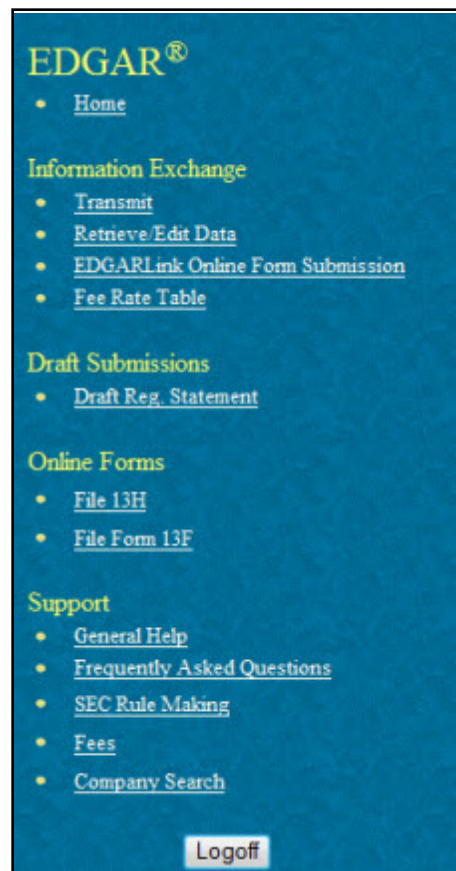 EDGAR®
Home
Information Exchange
Transmit
Retrieve/Edit Data
EDGARLink Online Form Submission
Fee Rate Table
Draft Submissions
Draft Reg. Statement
Online Forms
File 13H
File Form 13F
Support
General Help
Frequently Asked Questions
SEC Rule Making
Fees
Company Search
Logoff